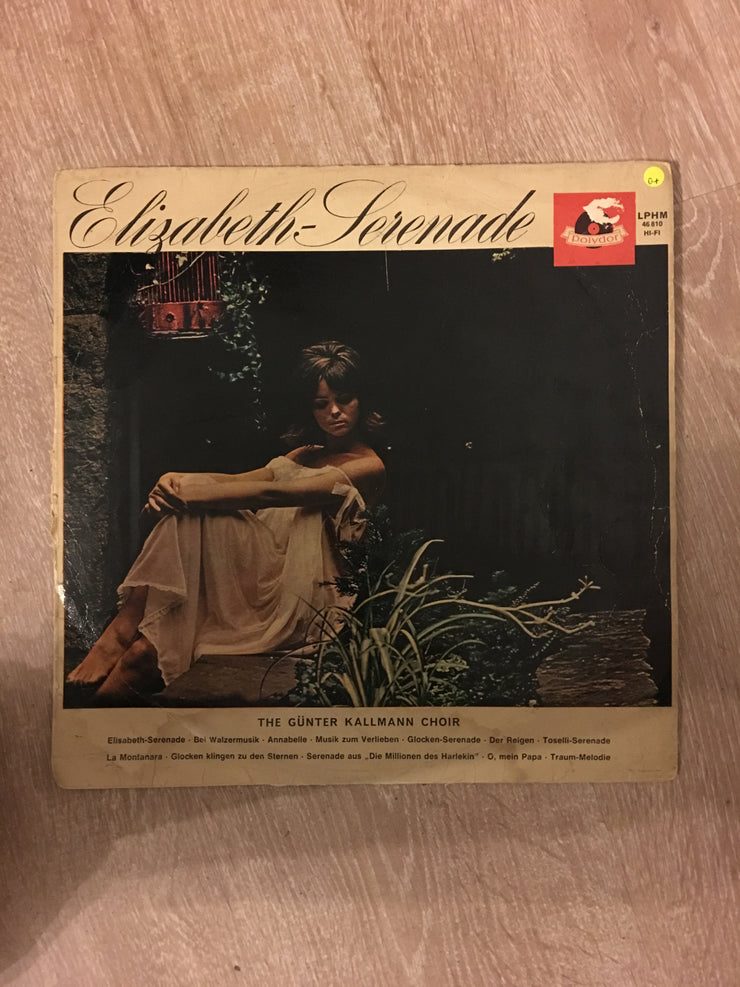 Elizabeth-Serenade
G+
polydor
LPHM
46 810
HI-FI
THE GÜNTER KALLMANN CHOIR
Elisabeth-Serenade · Bei Walzermusik · Annabelle · Musik zum Verlieben · Glocken-Serenade · Der Reigen · Toselli-Serenade
La Montanara · Glocken klingen zu den Sternen · Serenade aus „Die Millionen des Harlekin" · O, mein Papa · Traum-Melodie